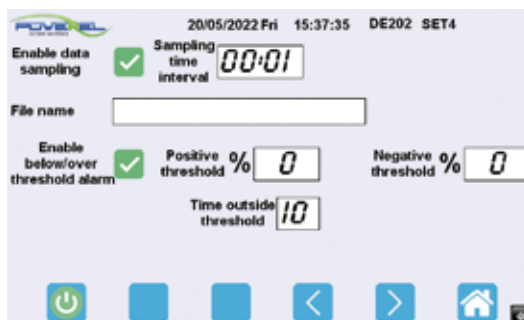 POVEREL
20/05/2022 Fri 15:37:35 DE202 SET4
Enable data
sampling
Sampling
time
interval
00:01
File name
Enable
below/over
threshold alarm
Positive
threshold
% 0
Negative
threshold
% 0
Time outside
threshold
10